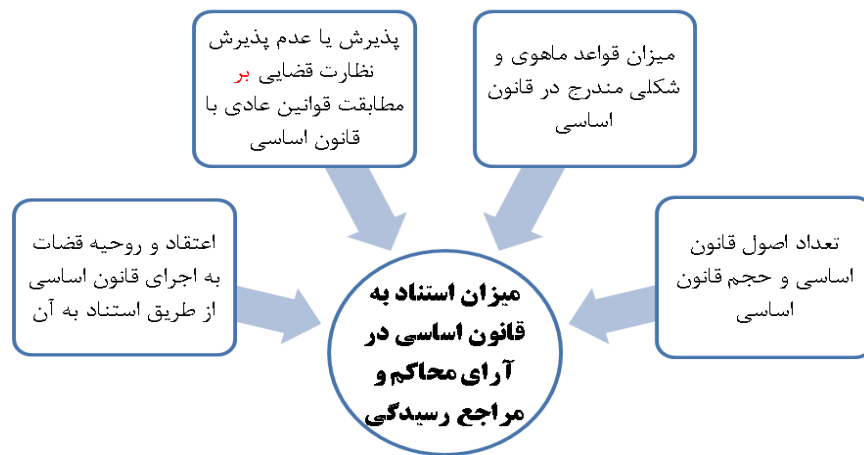 میزان قواعد ماهوی و
شکلی مندرج در قانون
اساسی
پذیرش یا عدم پذیرش
نظارت قضایی بر
مطابقت قوانین عادی با
قانون اساسی
تعداد اصول قانون
اساسی و حجم قانون
اساسی
اعتقاد و روحیه قضات
به اجرای قانون اساسی
از طریق استناد به آن
میزان استناد به
قانون اساسی در
آرای محاکم و
مراجع رسیدگی